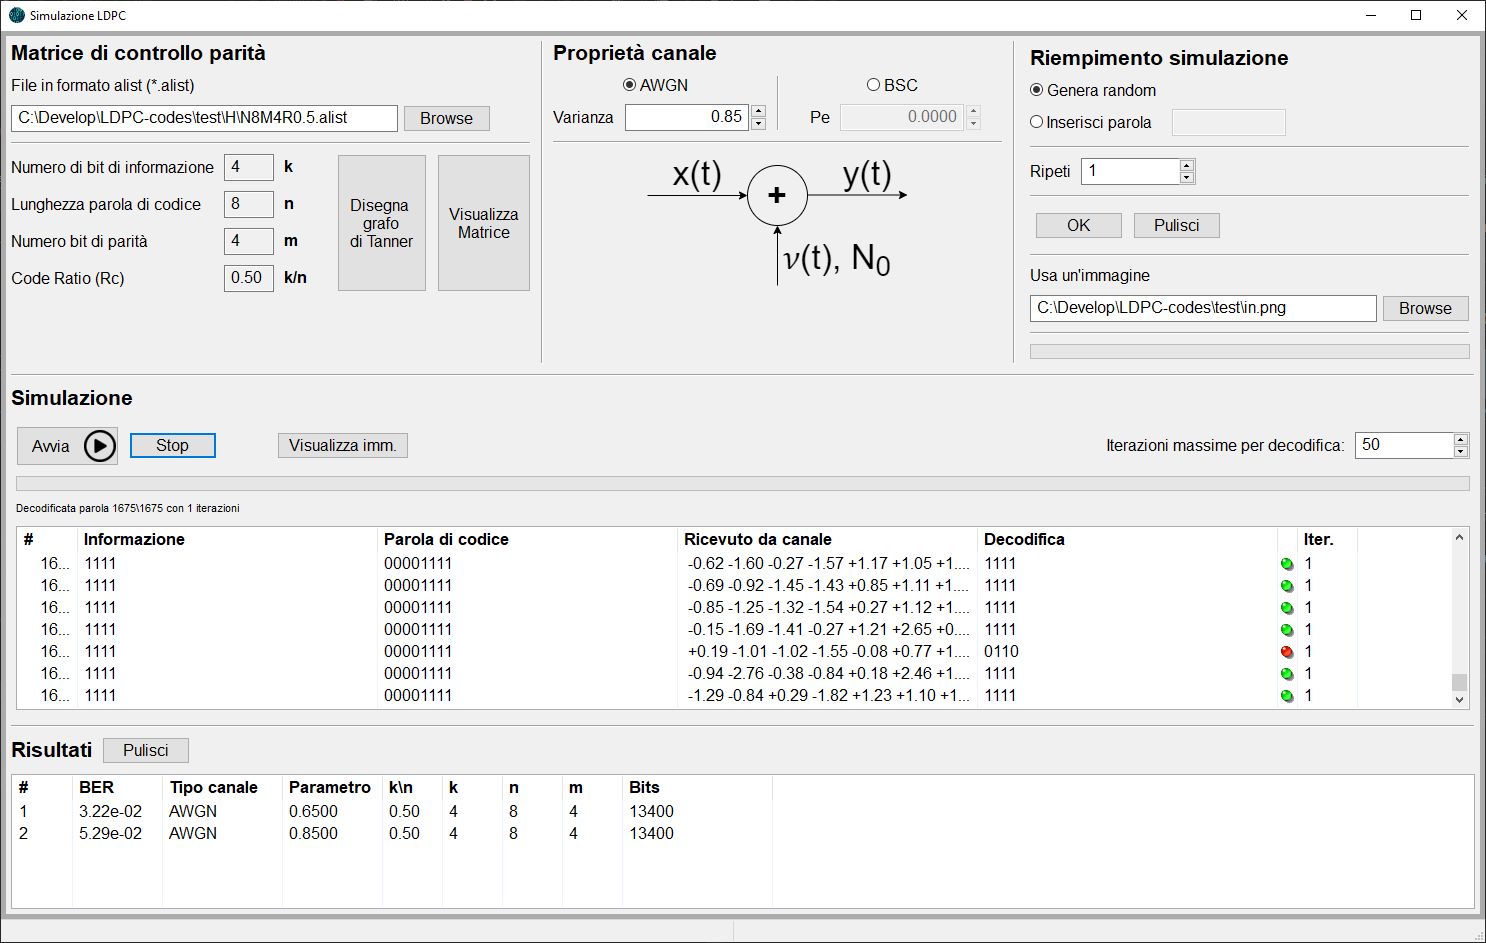 Simulazione LDPC
Matrice di controllo parità
File in formato alist (*.alist)
C:\Develop\LDPC-codes\test\H\N8M4R0.5.alist Browse
Numero di bit di informazione 4 k
Lunghezza parola di codice 8 n
Numero bit di parità 4 m
Code Ratio (Rc) 0.50 k/n
Disegna
grafo
di Tanner
Visualizza
Matrice
Proprietà canale
AWGN BSC
Varianza 0.85 Pe 0.0000
x(t) + y(t)
ν(t), N0
Riempimento simulazione
Genera random
Inserisci parola
Ripeti 1
OK Pulisci
Usa un'immagine
C:\Develop\LDPC-codes\test\in.png Browse
Simulazione
Avvia Stop Visualizza imm. Iterazioni massime per decodifica: 50
Decodificata parola 1675\1675 con 1 iterazioni
# Informazione Parola di codice Ricevuto da canale Decodifica Iter.
16... 1111 00001111 -0.62 -1.60 -0.27 -1.57 +1.17 +1.05 +1.... 1111 1
16... 1111 00001111 -0.69 -0.92 -1.45 -1.43 +0.85 +1.11 +1.... 1111 1
16... 1111 00001111 -0.85 -1.25 -1.32 -1.54 +0.27 +1.12 +1.... 1111 1
16... 1111 00001111 -0.15 -1.69 -1.41 -0.27 +1.21 +2.65 +0.... 1111 1
16... 1111 00001111 +0.19 -1.01 -1.02 -1.55 -0.08 +0.77 +1.... 0110 1
16... 1111 00001111 -0.94 -2.76 -0.38 -0.84 +0.18 +2.46 +1.... 1111 1
16... 1111 00001111 -1.29 -0.84 +0.29 -1.82 +1.23 +1.10 +1... 1111 1
Risultati Pulisci
# BER Tipo canale Parametro k\n k n m Bits
1 3.22e-02 AWGN 0.6500 0.50 4 8 4 13400
2 5.29e-02 AWGN 0.8500 0.50 4 8 4 13400